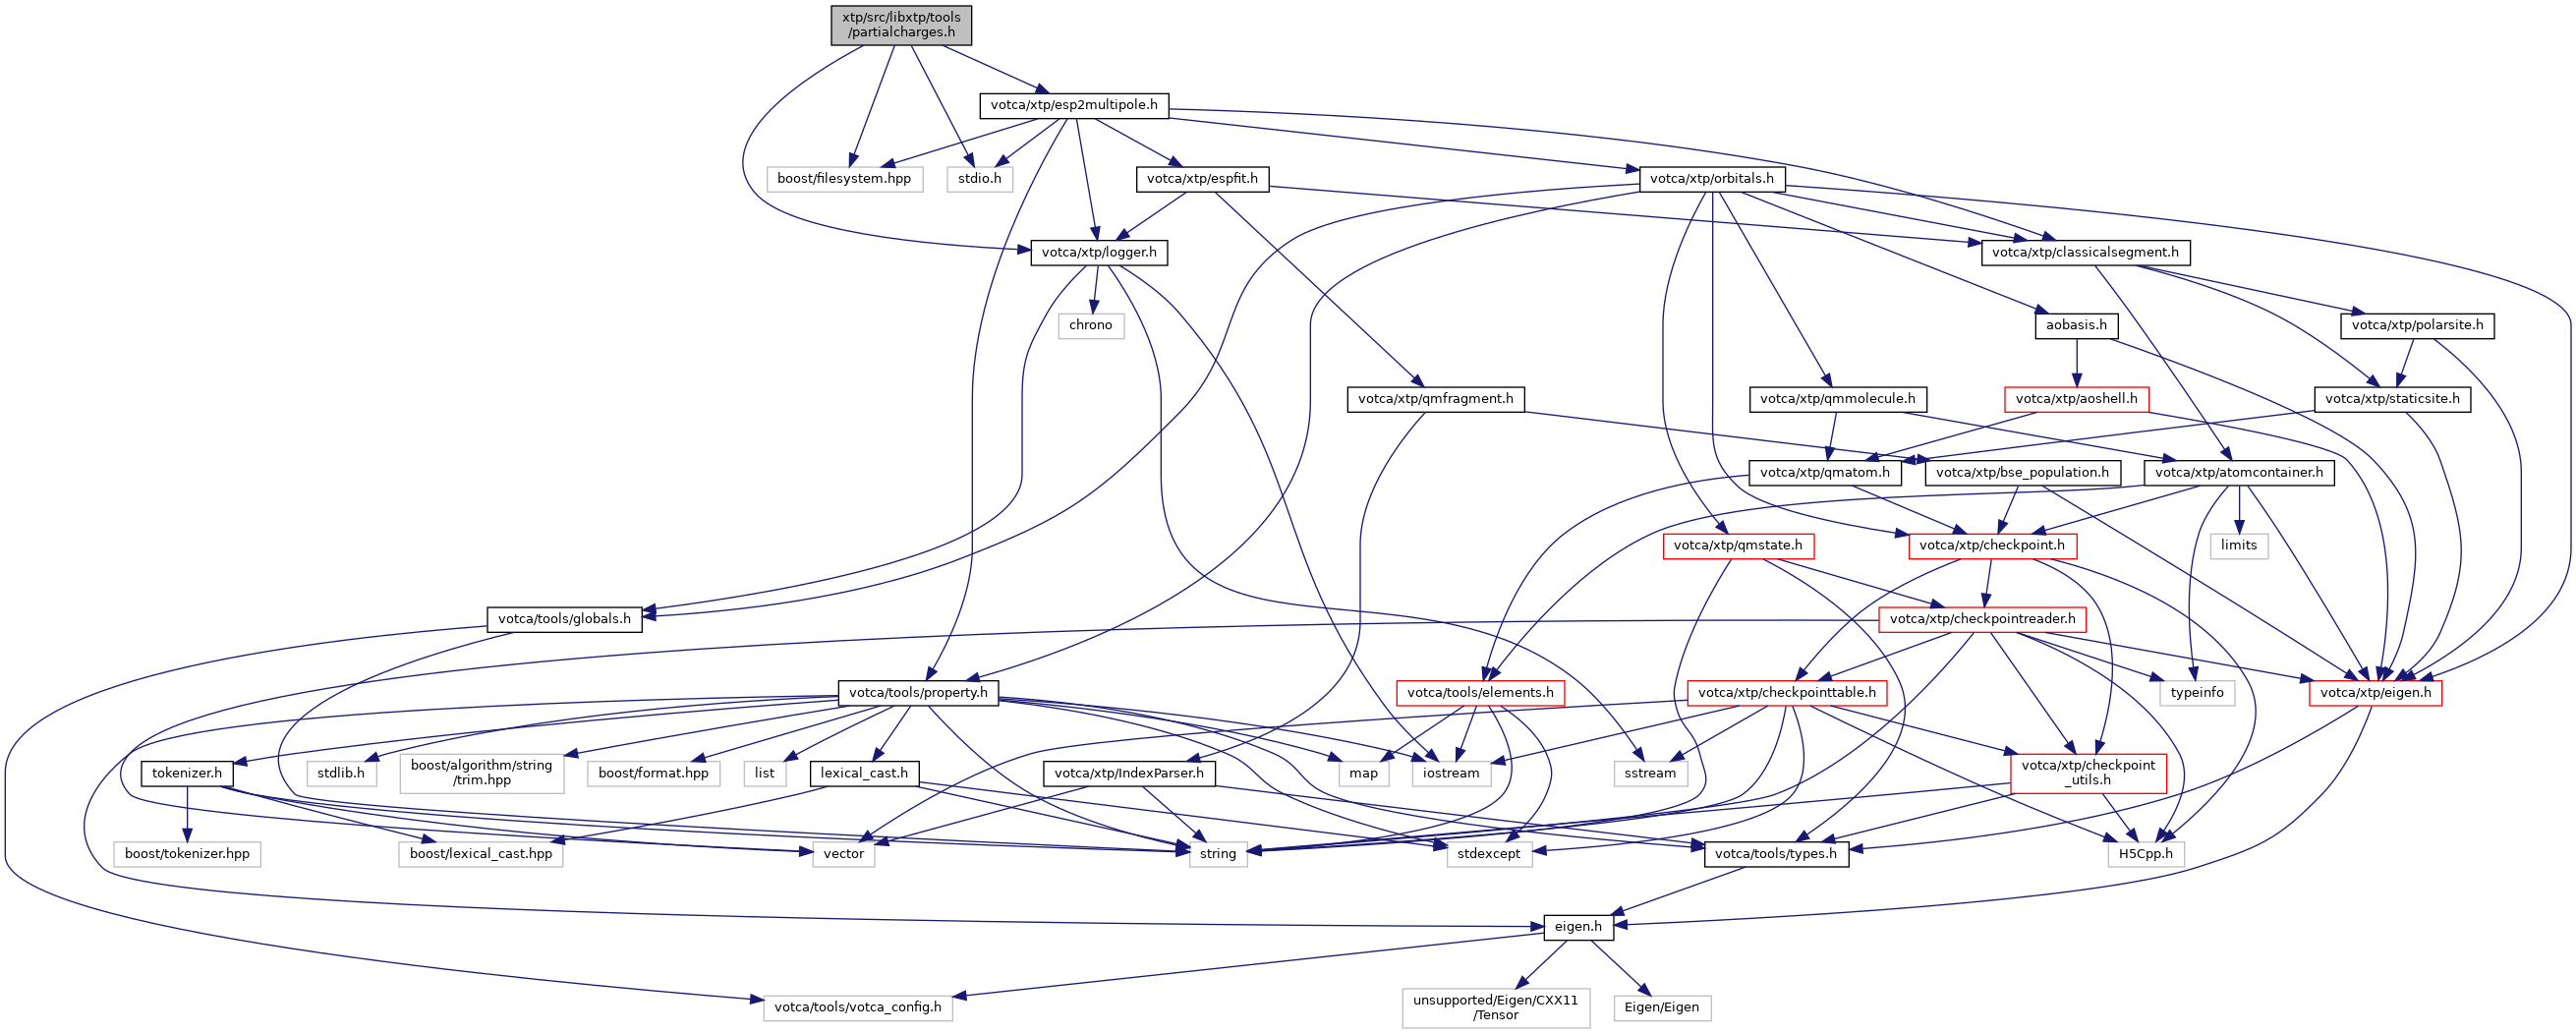 xtp/src/libxtp/tools
/partialcharges.h
votca/xtp/esp2multipole.h
boost/filesystem.hpp
stdio.h
votca/xtp/espfit.h
votca/xtp/orbitals.h
votca/xtp/logger.h
votca/xtp/classicalsegment.h
chrono
aobasis.h
votca/xtp/polarsite.h
votca/xtp/qmfragment.h
votca/xtp/qmmolecule.h
votca/xtp/aoshell.h
votca/xtp/staticsite.h
votca/xtp/qmatom.h
votca/xtp/bse_population.h
votca/xtp/atomcontainer.h
votca/xtp/qmstate.h
votca/xtp/checkpoint.h
limits
votca/tools/globals.h
votca/xtp/checkpointreader.h
votca/tools/property.h
votca/tools/elements.h
votca/xtp/checkpointtable.h
typeinfo
votca/xtp/eigen.h
tokenizer.h
stdlib.h
boost/algorithm/string
/trim.hpp
boost/format.hpp
list
lexical_cast.h
votca/xtp/IndexParser.h
map
iostream
sstream
votca/xtp/checkpoint
_utils.h
boost/tokenizer.hpp
boost/lexical_cast.hpp
vector
string
stdexcept
votca/tools/types.h
H5Cpp.h
eigen.h
votca/tools/votca_config.h
unsupported/Eigen/CXX11
/Tensor
Eigen/Eigen